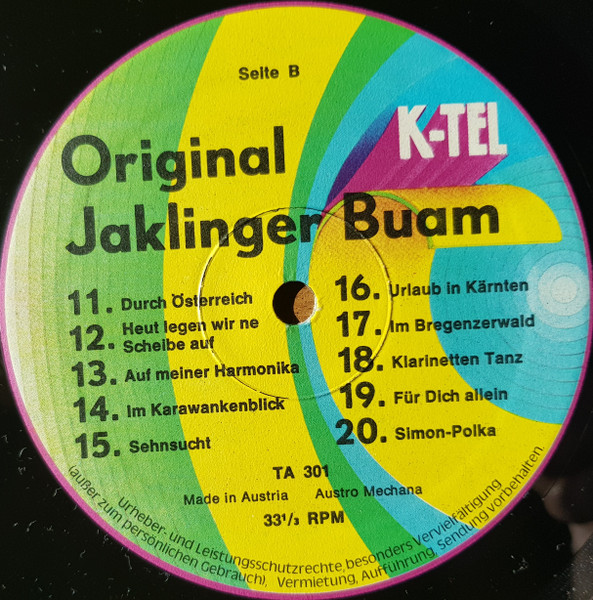 Seite B
K-TEL
Original
Jaklinger Buam
11. Durch Österreich
12. Heut legen wir ne
Scheibe auf
13. Auf meiner Harmonika
14. Im Karawankenblick
15. Sehnsucht
16. Urlaub in Kärnten
17. Im Bregenzerwald
18. Klarinetten Tanz
19. Für Dich allein
20. Simon-Polka
TA 301
Made in Austria Austro Mechana
33⅓ RPM
Urheber- und Leistungsschutzrechte, besonders Vervielfältigung
(außer zum persönlichen Gebrauch), Vermietung, Aufführung, Sendung vorbehalten.